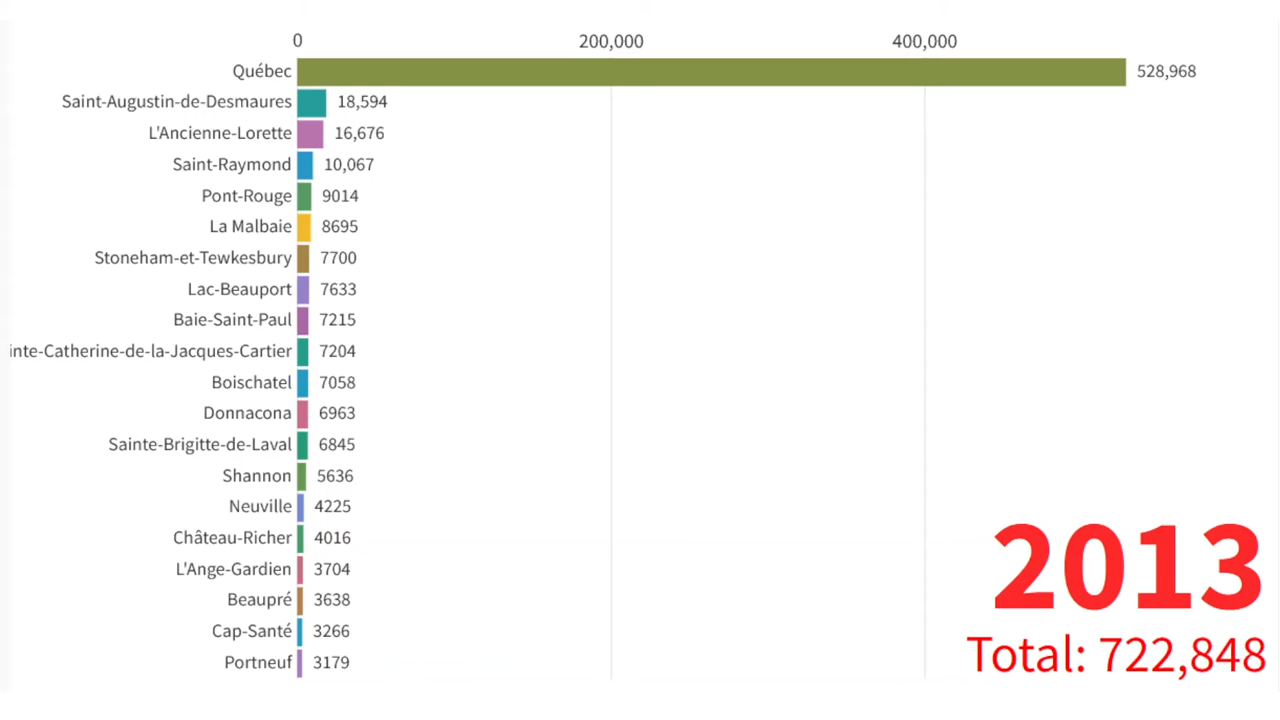 0 200,000 400,000
Québec 528,968
Saint-Augustin-de-Desmaures 18,594
L'Ancienne-Lorette 16,676
Saint-Raymond 10,067
Pont-Rouge 9014
La Malbaie 8695
Stoneham-et-Tewkesbury 7700
Lac-Beauport 7633
Baie-Saint-Paul 7215
inte-Catherine-de-la-Jacques-Cartier 7204
Boischatel 7058
Donnacona 6963
Sainte-Brigitte-de-Laval 6845
Shannon 5636
Neuville 4225
Château-Richer 4016
L'Ange-Gardien 3704
Beaupré 3638
Cap-Santé 3266
Portneuf 3179
2013
Total: 722,848